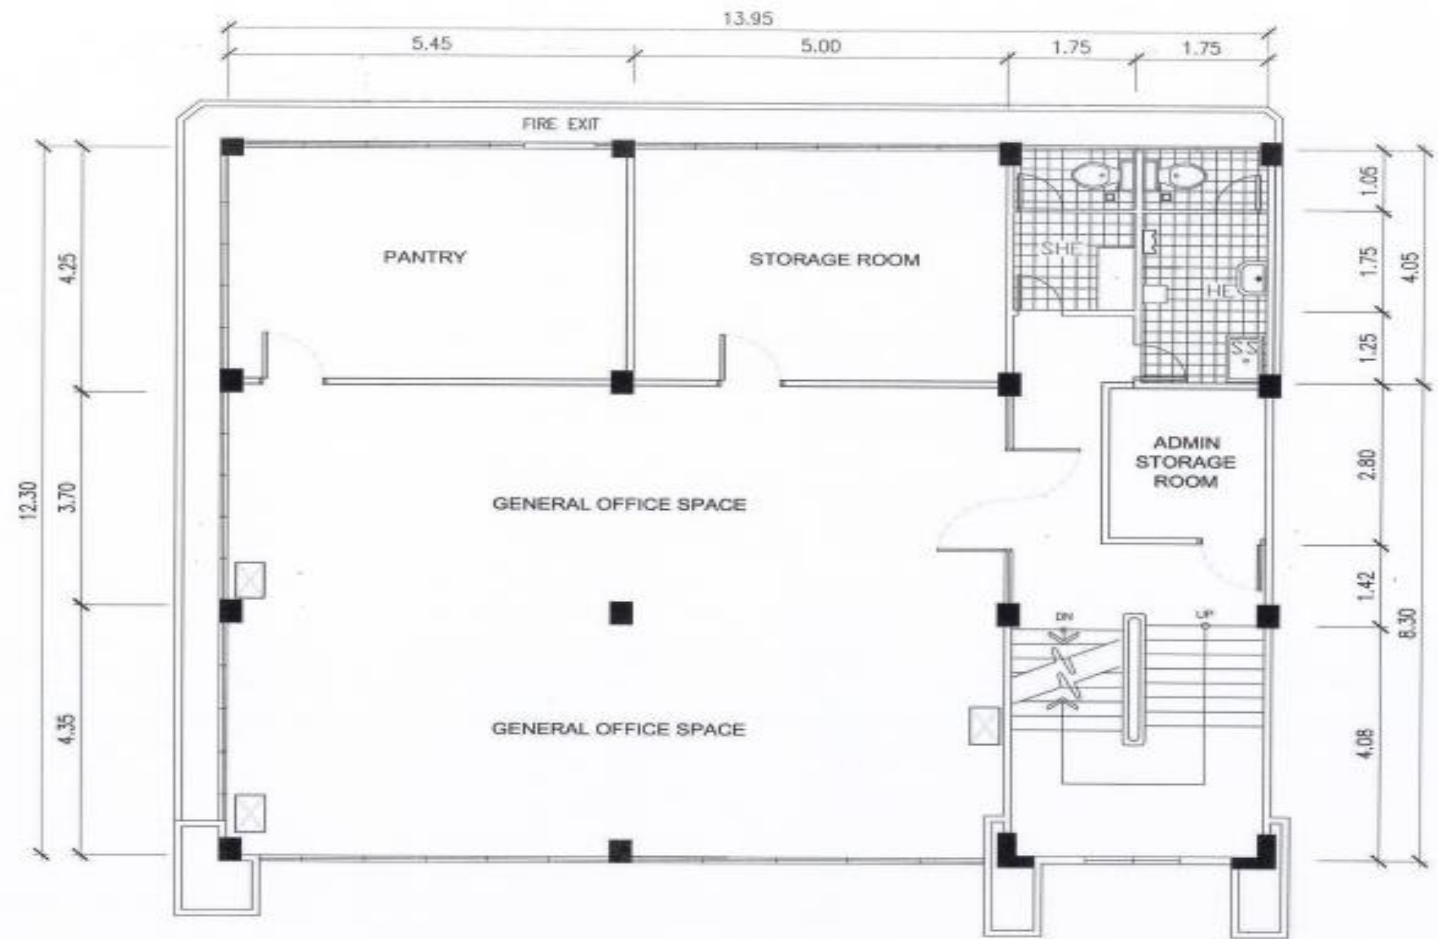 13.95
5.45
5.00
1.75
1.75
FIRE EXIT
PANTRY
STORAGE ROOM
SHE
HE
1.05
1.75
4.05
1.25
4.25
12.30
3.70
4.35
ADMIN
STORAGE
ROOM
GENERAL OFFICE SPACE
2.80
1.42
8.30
DN
UP
GENERAL OFFICE SPACE
4.08